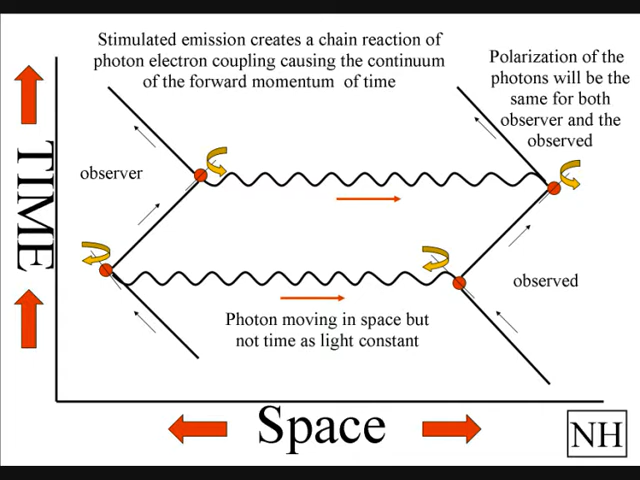 Stimulated emission creates a chain reaction of
photon electron coupling causing the continuum
of the forward momentum  of time
Polarization of the
photons will be the
same for both
observer and the
observed
observer
TIME
observed
Photon moving in space but
not time as light constant
Space
NH